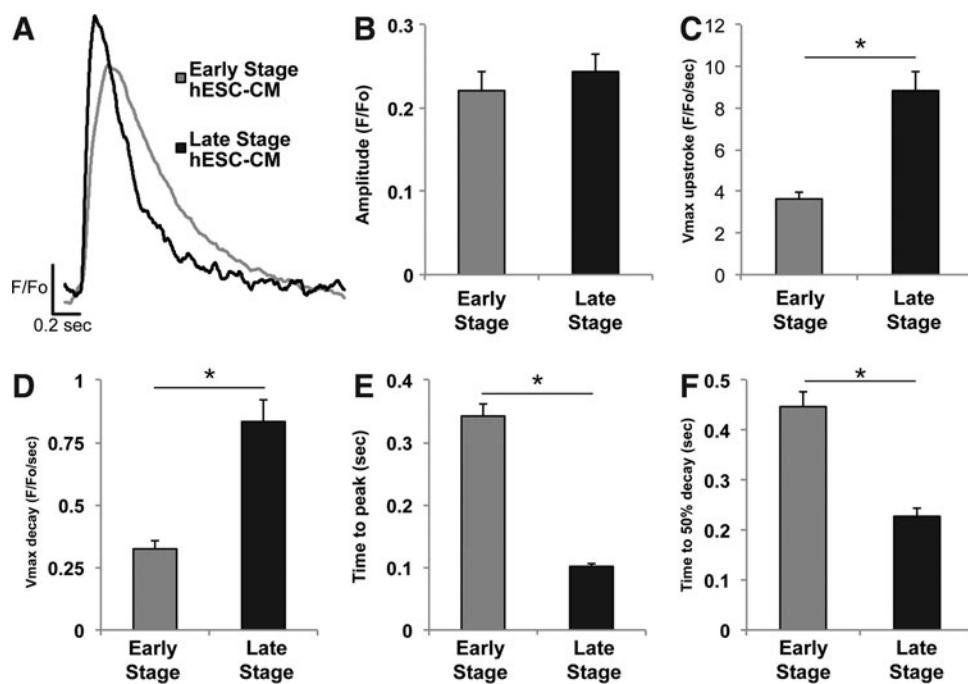 A
Early Stage
hESC-CM
Late Stage
hESC-CM
F/Fo
0.2 sec
B
Amplitude (F/Fo)
0.3
0.2
0.1
0
Early
Stage
Late
Stage
C
*
Vmax upstroke (F/Fo/sec)
12
10
8
6
4
2
0
Early
Stage
Late
Stage
D
*
Vmax decay (F/Fo/sec)
1
0.75
0.5
0.25
0
Early
Stage
Late
Stage
E
*
Time to peak (sec)
0.4
0.3
0.2
0.1
0
Early
Stage
Late
Stage
F
*
Time to 50% decay (sec)
0.5
0.4
0.3
0.2
0.1
0
Early
Stage
Late
Stage